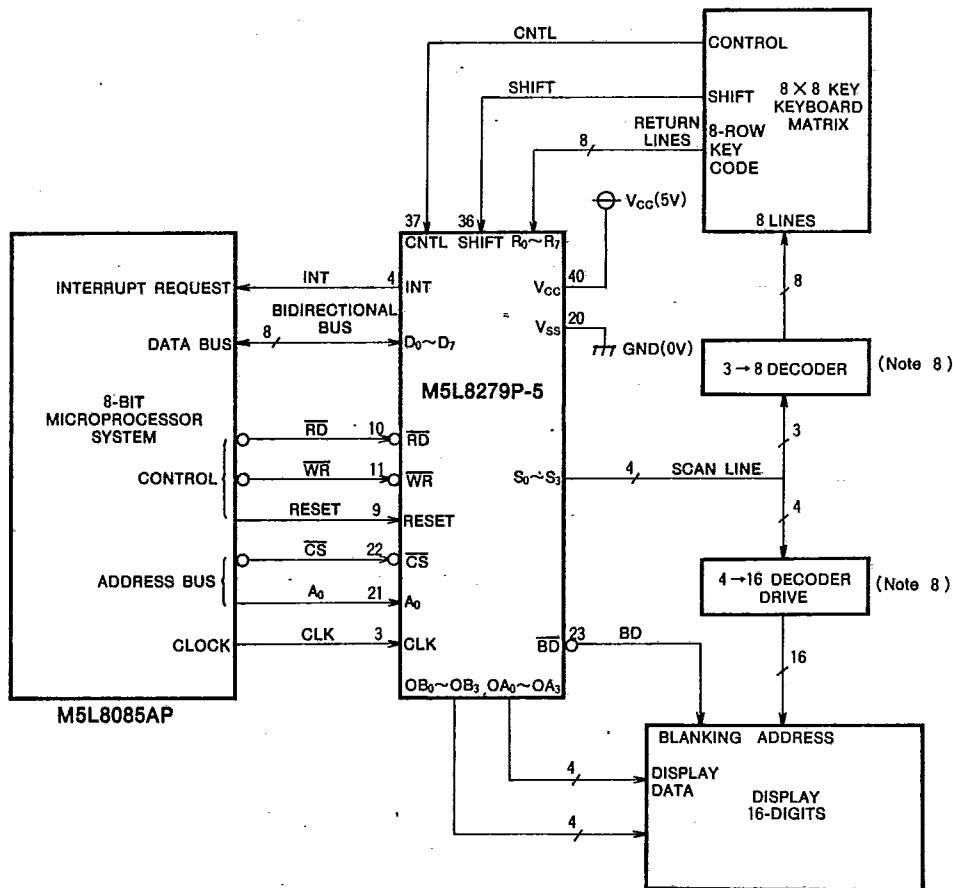 CNTL
CONTROL
SHIFT
SHIFT
8 × 8 KEY
KEYBOARD
MATRIX
RETURN
LINES
8
8-ROW
KEY
CODE
8 LINES
VCC(5V)
37
36
CNTL SHIFT R0~R7
INTERRUPT REQUEST
INT
4
INT
VCC
40
8
BIDIRECTIONAL
BUS
DATA BUS
8
D0~D7
VSS
20
GND(0V)
3→8 DECODER
(Note 8)
M5L8279P-5
8-BIT
MICROPROCESSOR
SYSTEM
RD
10
RD
3
CONTROL
WR
11
WR
S0~S3
4
SCAN LINE
4
RESET
9
RESET
CS
22
CS
ADDRESS BUS
4→16 DECODER
DRIVE
(Note 8)
A0
21
A0
CLOCK
CLK
3
CLK
BD
23
BD
16
OB0~OB3, OA0~OA3
M5L8085AP
BLANKING ADDRESS
4
DISPLAY
DATA
DISPLAY
16-DIGITS
4